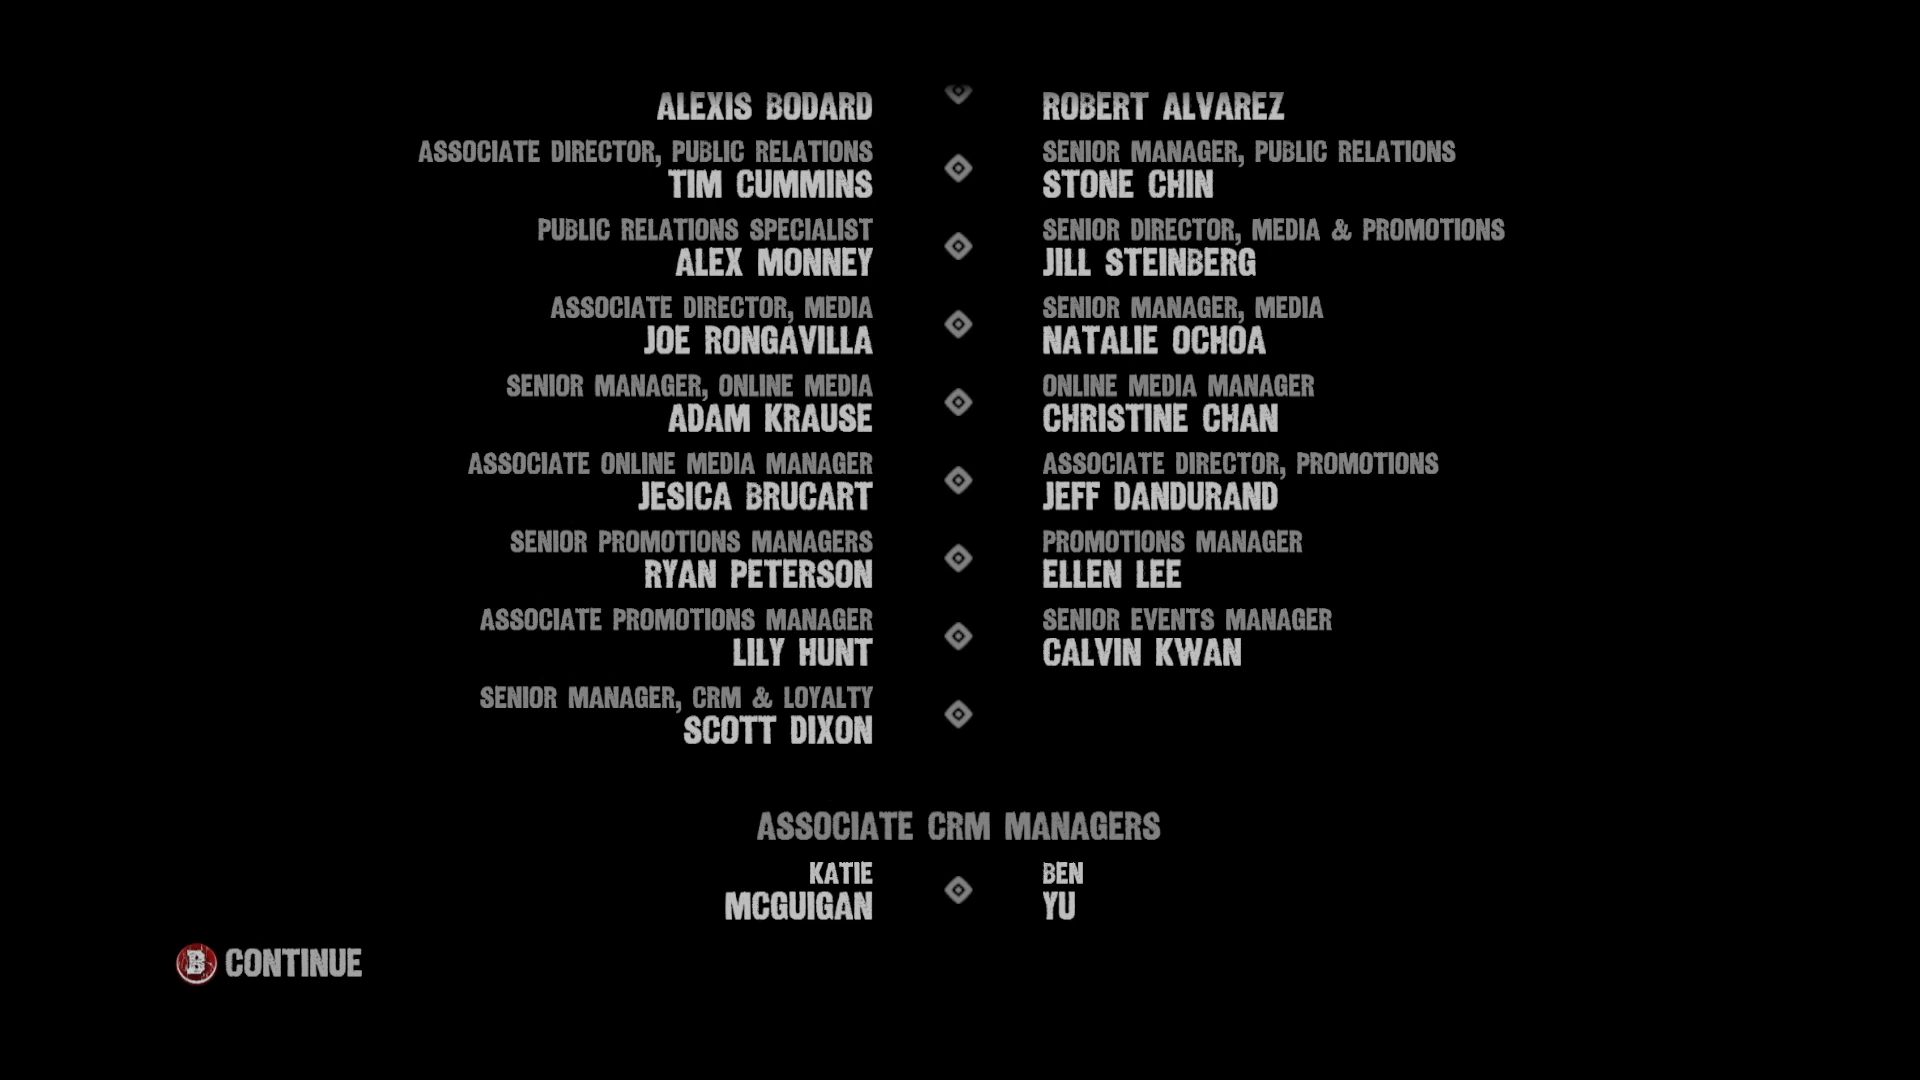 ALEXIS BODARD ROBERT ALVAREZ
ASSOCIATE DIRECTOR, PUBLIC RELATIONS SENIOR MANAGER, PUBLIC RELATIONS
TIM CUMMINS STONE CHIN
PUBLIC RELATIONS SPECIALIST SENIOR DIRECTOR, MEDIA & PROMOTIONS
ALEX MONNEY JILL STEINBERG
ASSOCIATE DIRECTOR, MEDIA SENIOR MANAGER, MEDIA
JOE RONGAVILLA NATALIE OCHOA
SENIOR MANAGER, ONLINE MEDIA ONLINE MEDIA MANAGER
ADAM KRAUSE CHRISTINE CHAN
ASSOCIATE ONLINE MEDIA MANAGER ASSOCIATE DIRECTOR, PROMOTIONS
JESICA BRUCART JEFF DANDURAND
SENIOR PROMOTIONS MANAGERS PROMOTIONS MANAGER
RYAN PETERSON ELLEN LEE
ASSOCIATE PROMOTIONS MANAGER SENIOR EVENTS MANAGER
LILY HUNT CALVIN KWAN
SENIOR MANAGER, CRM & LOYALTY
SCOTT DIXON
ASSOCIATE CRM MANAGERS
KATIE BEN
MCGUIGAN YU
B CONTINUE